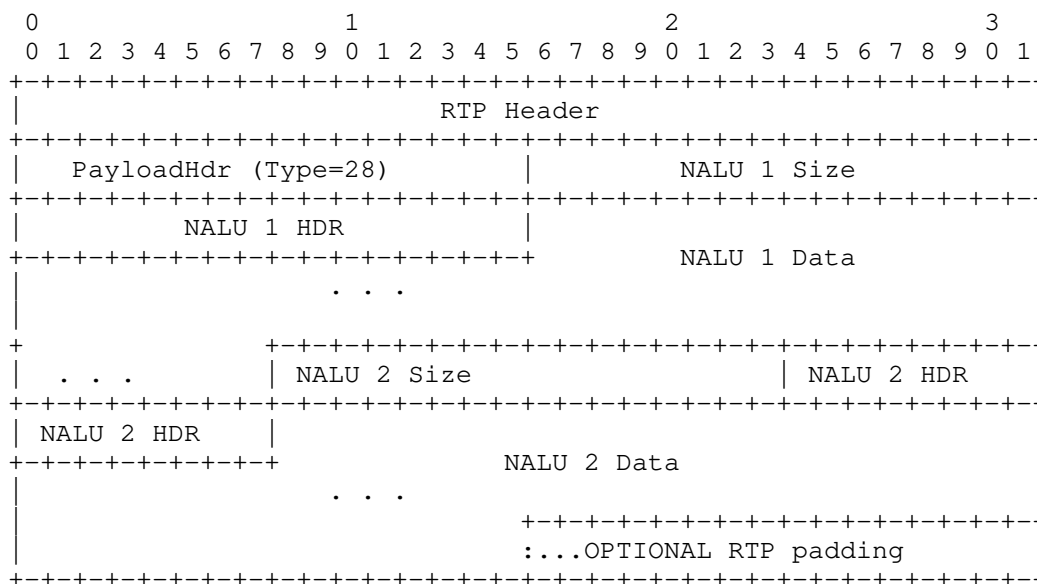 0                   1                   2                   3
0 1 2 3 4 5 6 7 8 9 0 1 2 3 4 5 6 7 8 9 0 1 2 3 4 5 6 7 8 9 0 1
RTP Header
PayloadHdr (Type=28) | NALU 1 Size
NALU 1 HDR
NALU 1 Data
. . .
. . . | NALU 2 Size | NALU 2 HDR
NALU 2 HDR
NALU 2 Data
. . .
:...OPTIONAL RTP padding